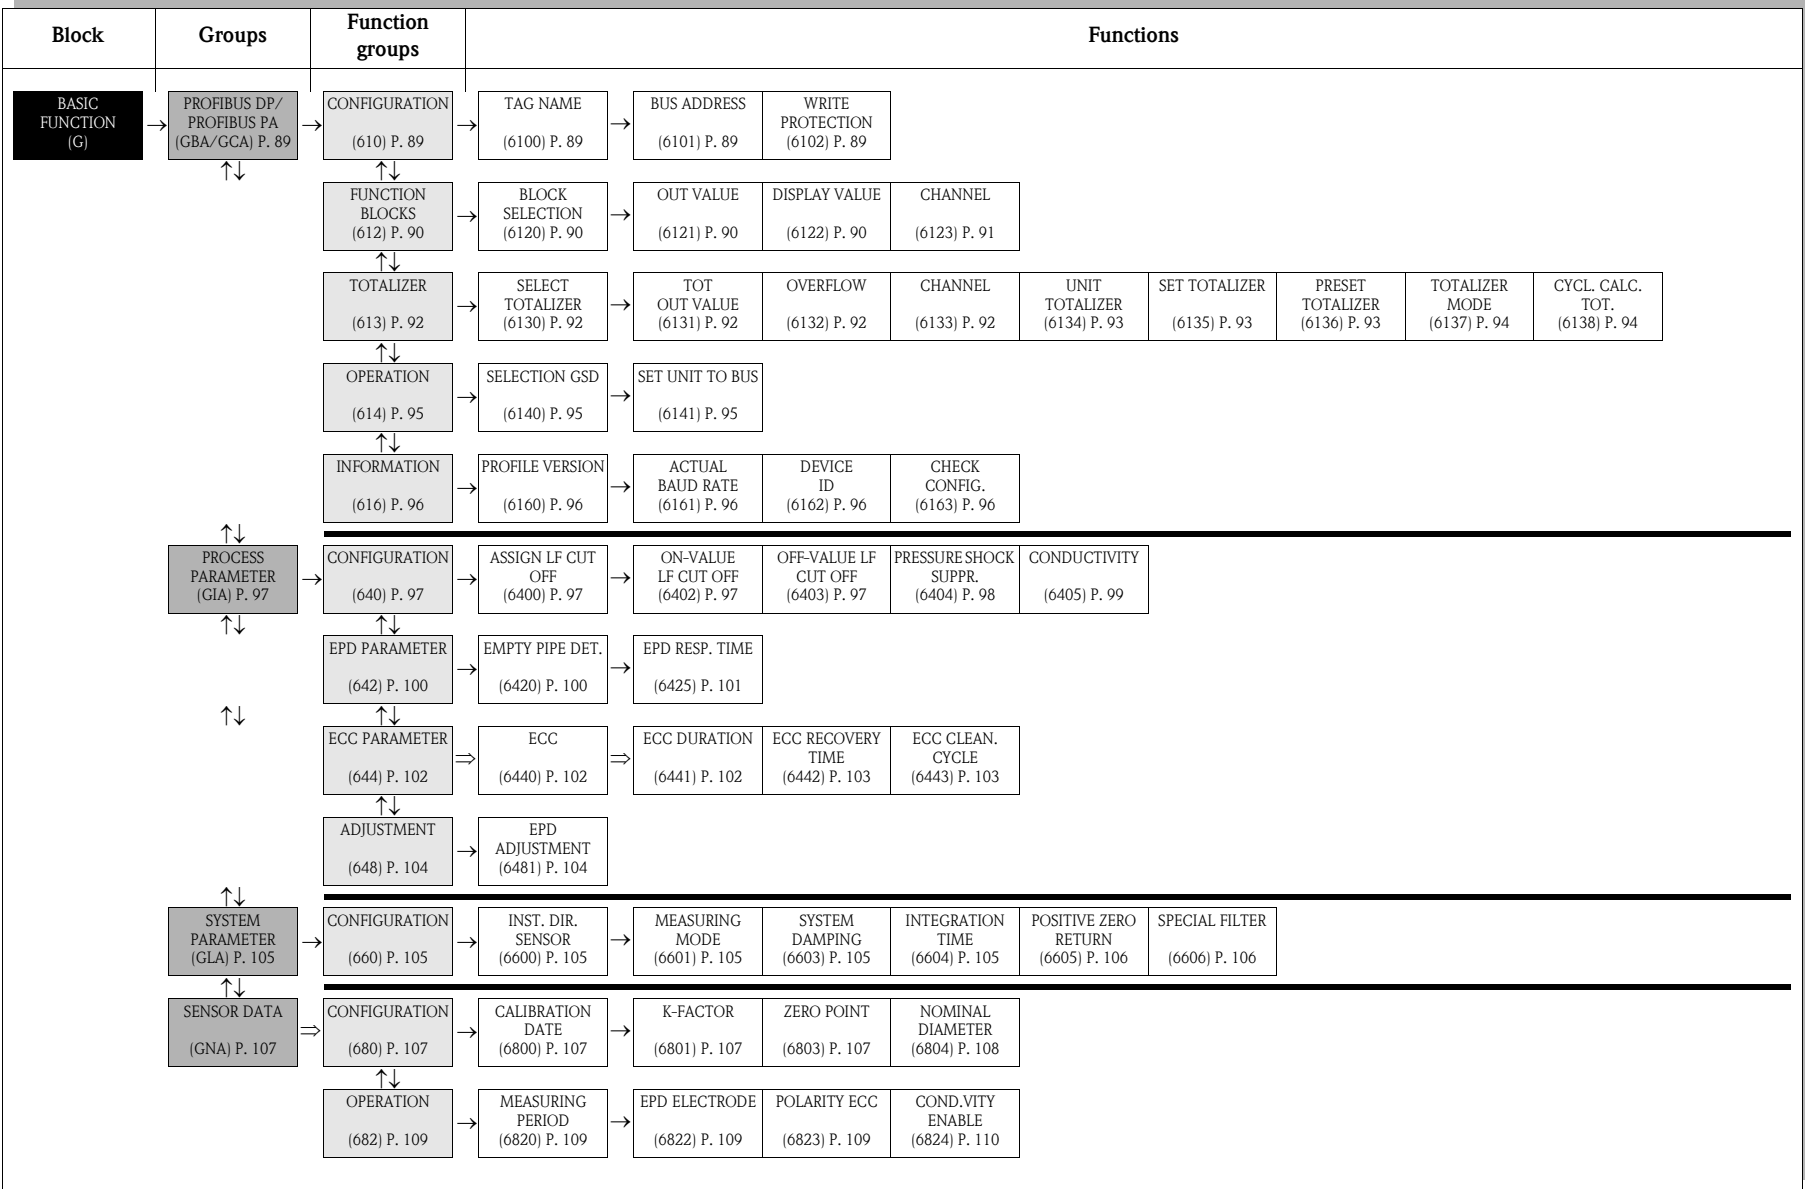 Block
Groups
Function
groups
Functions
BASIC
FUNCTION
(G)
PROFIBUS DP/
PROFIBUS PA
(GBA/GCA) P. 89
CONFIGURATION
(610) P. 89
TAG NAME
(6100) P. 89
BUS ADDRESS
(6101) P. 89
WRITE
PROTECTION
(6102) P. 89
FUNCTION
BLOCKS
(612) P. 90
BLOCK
SELECTION
(6120) P. 90
OUT VALUE
(6121) P. 90
DISPLAY VALUE
(6122) P. 90
CHANNEL
(6123) P. 91
TOTALIZER
(613) P. 92
SELECT
TOTALIZER
(6130) P. 92
TOT
OUT VALUE
(6131) P. 92
OVERFLOW
(6132) P. 92
CHANNEL
(6133) P. 92
UNIT
TOTALIZER
(6134) P. 93
SET TOTALIZER
(6135) P. 93
PRESET
TOTALIZER
(6136) P. 93
TOTALIZER
MODE
(6137) P. 94
CYCL. CALC.
TOT.
(6138) P. 94
OPERATION
(614) P. 95
SELECTION GSD
(6140) P. 95
SET UNIT TO BUS
(6141) P. 95
INFORMATION
(616) P. 96
PROFILE VERSION
(6160) P. 96
ACTUAL
BAUD RATE
(6161) P. 96
DEVICE
ID
(6162) P. 96
CHECK
CONFIG.
(6163) P. 96
PROCESS
PARAMETER
(GIA) P. 97
CONFIGURATION
(640) P. 97
ASSIGN LF CUT
OFF
(6400) P. 97
ON-VALUE
LF CUT OFF
(6402) P. 97
OFF-VALUE LF
CUT OFF
(6403) P. 97
PRESSURE SHOCK
SUPPR.
(6404) P. 98
CONDUCTIVITY
(6405) P. 99
EPD PARAMETER
(642) P. 100
EMPTY PIPE DET.
(6420) P. 100
EPD RESP. TIME
(6425) P. 101
ECC PARAMETER
(644) P. 102
ECC
(6440) P. 102
ECC DURATION
(6441) P. 102
ECC RECOVERY
TIME
(6442) P. 103
ECC CLEAN.
CYCLE
(6443) P. 103
ADJUSTMENT
(648) P. 104
EPD
ADJUSTMENT
(6481) P. 104
SYSTEM
PARAMETER
(GLA) P. 105
CONFIGURATION
(660) P. 105
INST. DIR.
SENSOR
(6600) P. 105
MEASURING
MODE
(6601) P. 105
SYSTEM
DAMPING
(6603) P. 105
INTEGRATION
TIME
(6604) P. 105
POSITIVE ZERO
RETURN
(6605) P. 106
SPECIAL FILTER
(6606) P. 106
SENSOR DATA
(GNA) P. 107
CONFIGURATION
(680) P. 107
CALIBRATION
DATE
(6800) P. 107
K-FACTOR
(6801) P. 107
ZERO POINT
(6803) P. 107
NOMINAL
DIAMETER
(6804) P. 108
OPERATION
(682) P. 109
MEASURING
PERIOD
(6820) P. 109
EPD ELECTRODE
(6822) P. 109
POLARITY ECC
(6823) P. 109
COND.VITY
ENABLE
(6824) P. 110